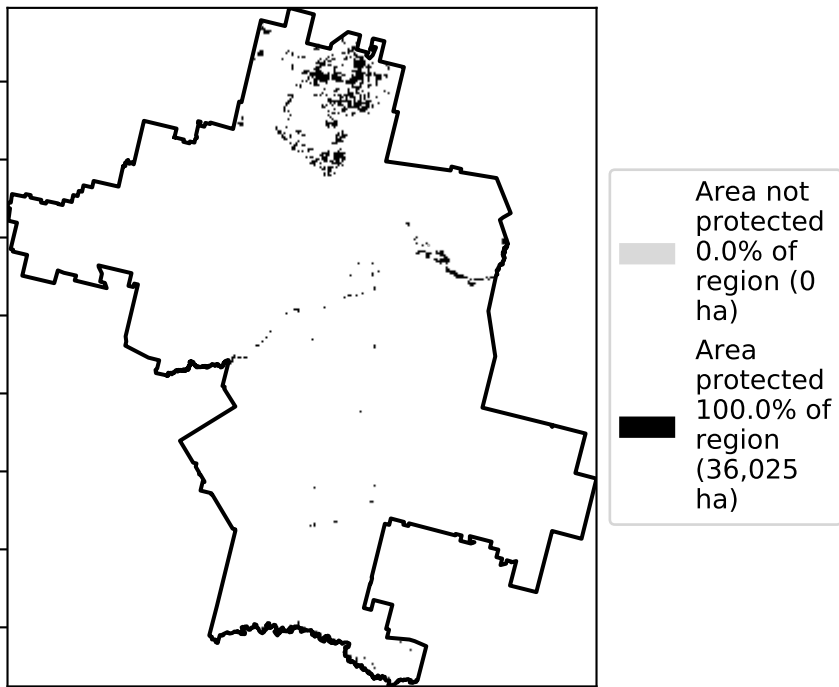 Area not
protected
0.0% of
region (0
ha)
Area
protected
100.0% of
region
(36,025
ha)